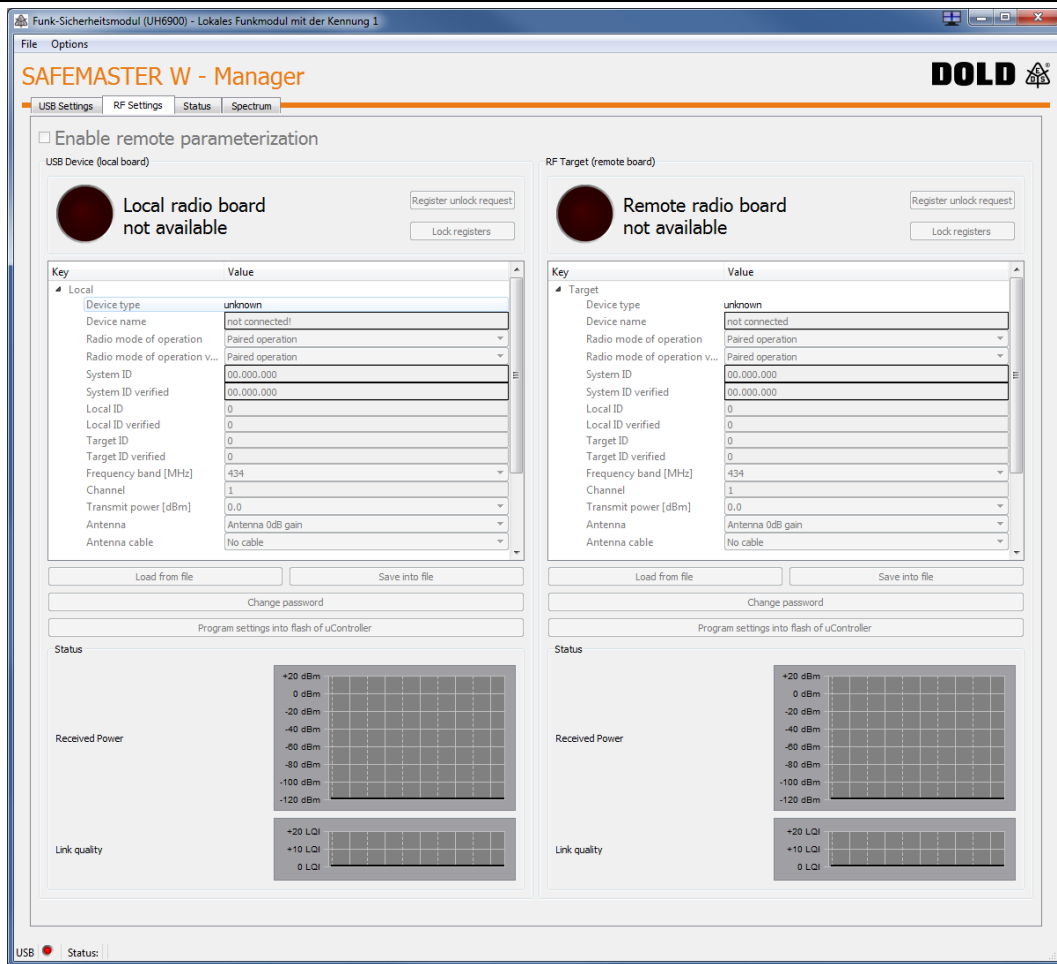 Funk-Sicherheitsmodul (UH6900) - Lokales Funkmodul mit der Kennung 1
File Options
SAFEMASTER W - Manager
DOLD
USB Settings RF Settings Status Spectrum
Enable remote parameterization
USB Device (local board)
Local radio board
not available
Register unlock request
Lock registers
Key Value
Local
Device type unknown
Device name not connected!
Radio mode of operation Paired operation
Radio mode of operation v... Paired operation
System ID 00.000.000
System ID verified 00.000.000
Local ID 0
Local ID verified 0
Target ID 0
Target ID verified 0
Frequency band [MHz] 434
Channel 1
Transmit power [dBm] 0.0
Antenna Antenna 0dB gain
Antenna cable No cable
Load from file Save into file
Change password
Program settings into flash of uController
Status
Received Power
+20 dBm
0 dBm
-20 dBm
-40 dBm
-60 dBm
-80 dBm
-100 dBm
-120 dBm
Link quality
+20 LQI
+10 LQI
0 LQI
RF Target (remote board)
Remote radio board
not available
Register unlock request
Lock registers
Key Value
Target
Device type unknown
Device name not connected
Radio mode of operation Paired operation
Radio mode of operation v... Paired operation
System ID 00.000.000
System ID verified 00.000.000
Local ID 0
Local ID verified 0
Target ID 0
Target ID verified 0
Frequency band [MHz] 434
Channel 1
Transmit power [dBm] 0.0
Antenna Antenna 0dB gain
Antenna cable No cable
Load from file Save into file
Change password
Program settings into flash of uController
Status
Received Power
+20 dBm
0 dBm
-20 dBm
-40 dBm
-60 dBm
-80 dBm
-100 dBm
-120 dBm
Link quality
+20 LQI
+10 LQI
0 LQI
USB Status: